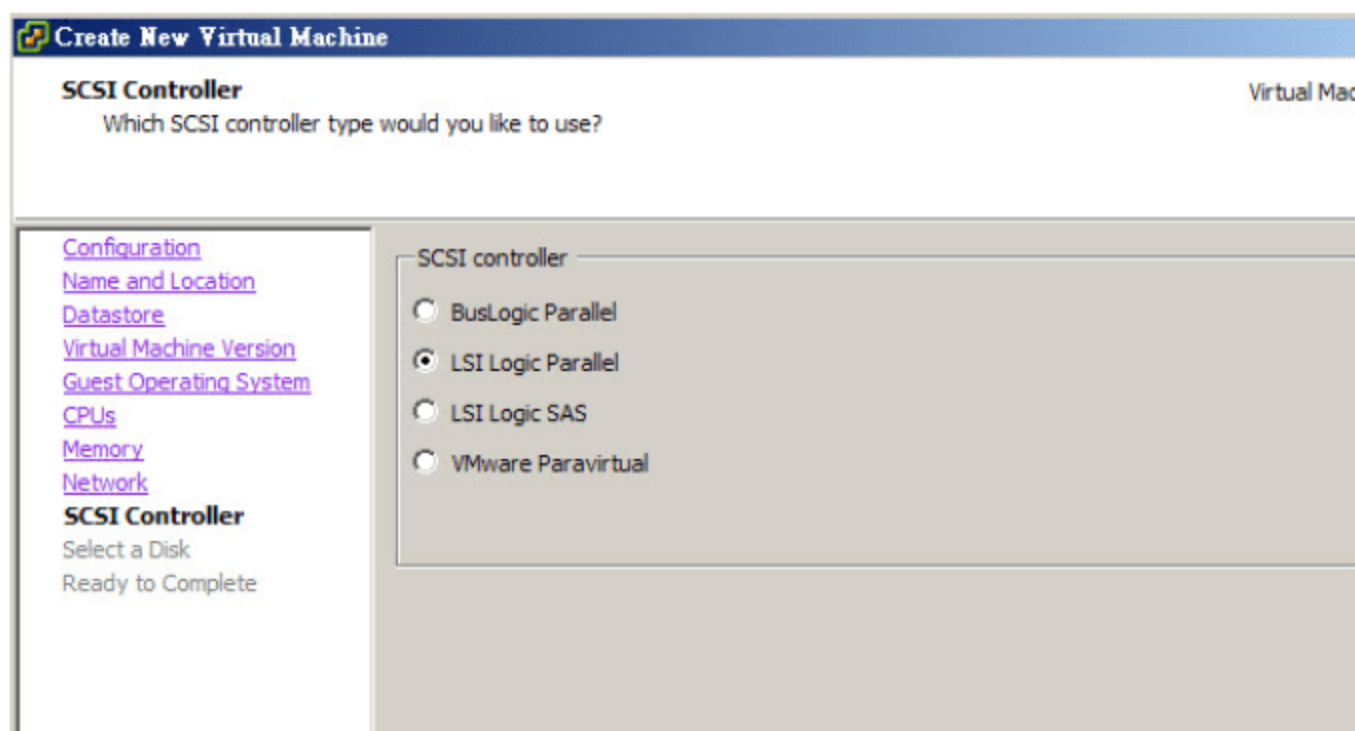 Create New Virtual Machine
SCSI Controller
Virtual Mac
Which SCSI controller type would you like to use?
Configuration
Name and Location
Datastore
Virtual Machine Version
Guest Operating System
CPUs
Memory
Network
SCSI Controller
Select a Disk
Ready to Complete
SCSI controller
BusLogic Parallel
LSI Logic Parallel
LSI Logic SAS
VMware Paravirtual